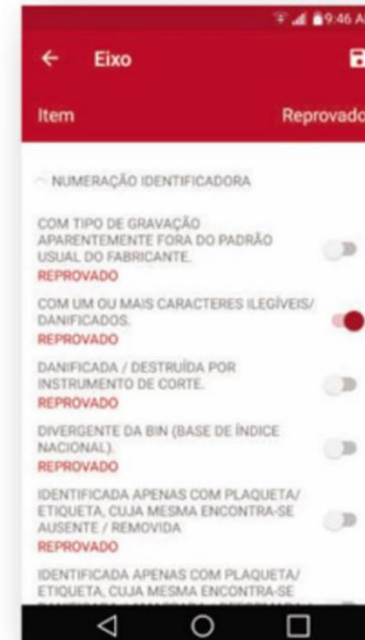 9:46 A
Eixo
Item Reprovado
NUMERAÇÃO IDENTIFICADORA
COM TIPO DE GRAVAÇÃO
APARENTEMENTE FORA DO PADRÃO
USUAL DO FABRICANTE.
REPROVADO
COM UM OU MAIS CARACTERES ILEGÍVEIS/
DANIFICADOS.
REPROVADO
DANIFICADA / DESTRUÍDA POR
INSTRUMENTO DE CORTE.
REPROVADO
DIVERGENTE DA BIN (BASE DE ÍNDICE
NACIONAL).
REPROVADO
IDENTIFICADA APENAS COM PLAQUETA/
ETIQUETA, CUJA MESMA ENCONTRA-SE
AUSENTE / REMOVIDA
REPROVADO
IDENTIFICADA APENAS COM PLAQUETA/
ETIQUETA, CUJA MESMA ENCONTRA-SE